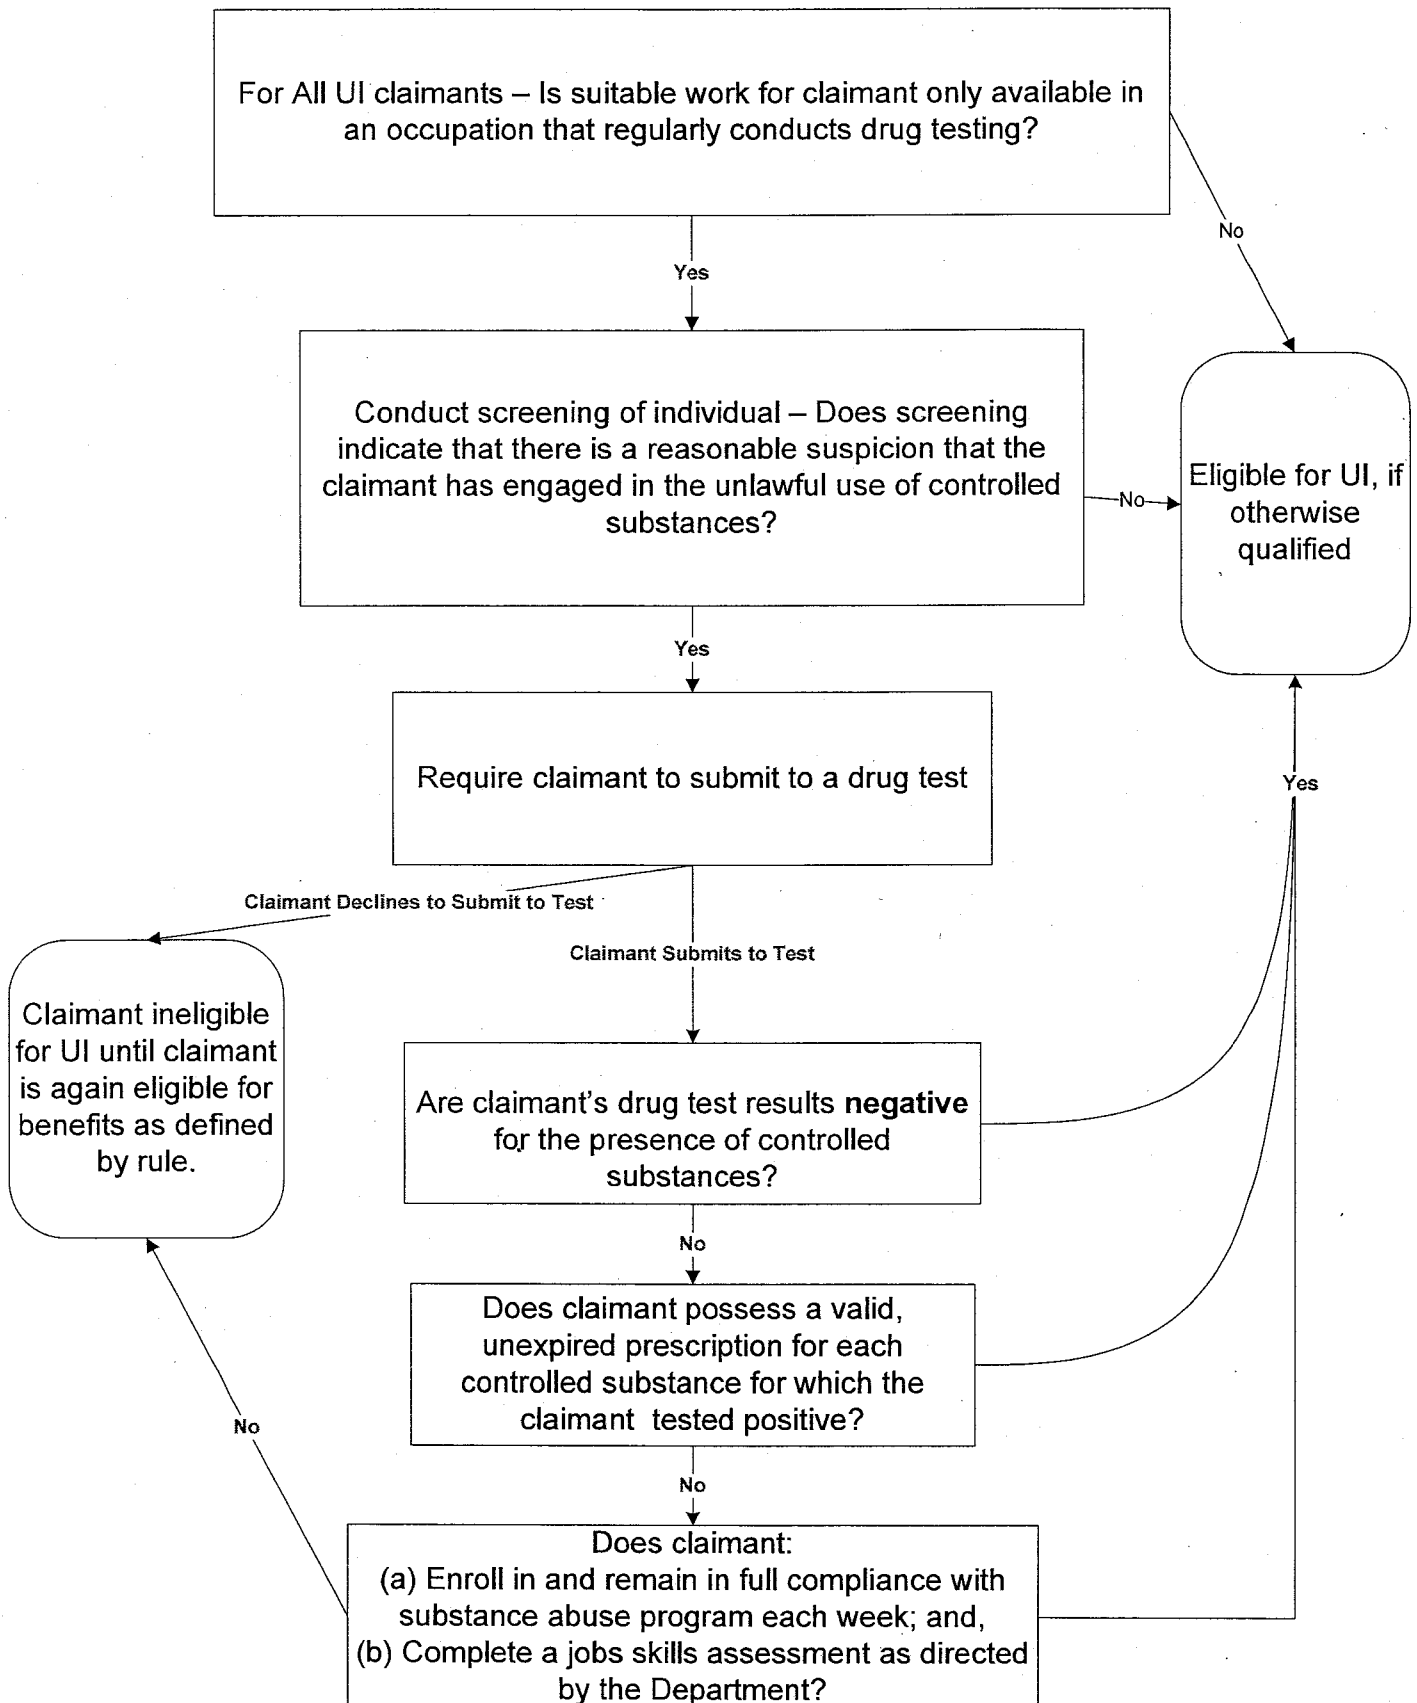 For All UI claimants – Is suitable work for claimant only available in
an occupation that regularly conducts drug testing?
No
Yes
Conduct screening of individual – Does screening
indicate that there is a reasonable suspicion that the
claimant has engaged in the unlawful use of controlled
substances?
No
Eligible for UI, if
otherwise
qualified
Yes
Require claimant to submit to a drug test
Yes
Claimant Declines to Submit to Test
Claimant Submits to Test
Claimant ineligible
for UI until claimant
is again eligible for
benefits as defined
by rule.
Are claimant's drug test results negative
for the presence of controlled
substances?
No
Does claimant possess a valid,
unexpired prescription for each
controlled substance for which the
claimant tested positive?
No
No
Does claimant:
(a) Enroll in and remain in full compliance with
substance abuse program each week; and,
(b) Complete a jobs skills assessment as directed
by the Department?